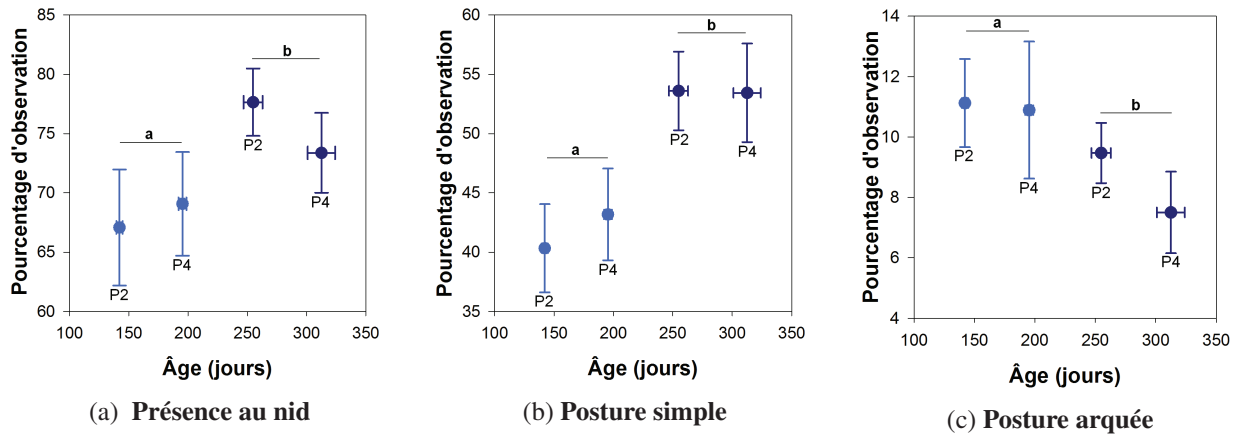 Pourcentage d'observation
85
80
75
70
65
60
a
b
P2
P4
P2
P4
100 150 200 250 300 350
Âge (jours)
(a) Présence au nid
Pourcentage d'observation
60
55
50
45
40
35
a
b
P2
P4
P2
P4
100 150 200 250 300 350
Âge (jours)
(b) Posture simple
Pourcentage d'observation
14
12
10
8
6
4
a
b
P2
P4
P2
P4
100 150 200 250 300 350
Âge (jours)
(c) Posture arquée